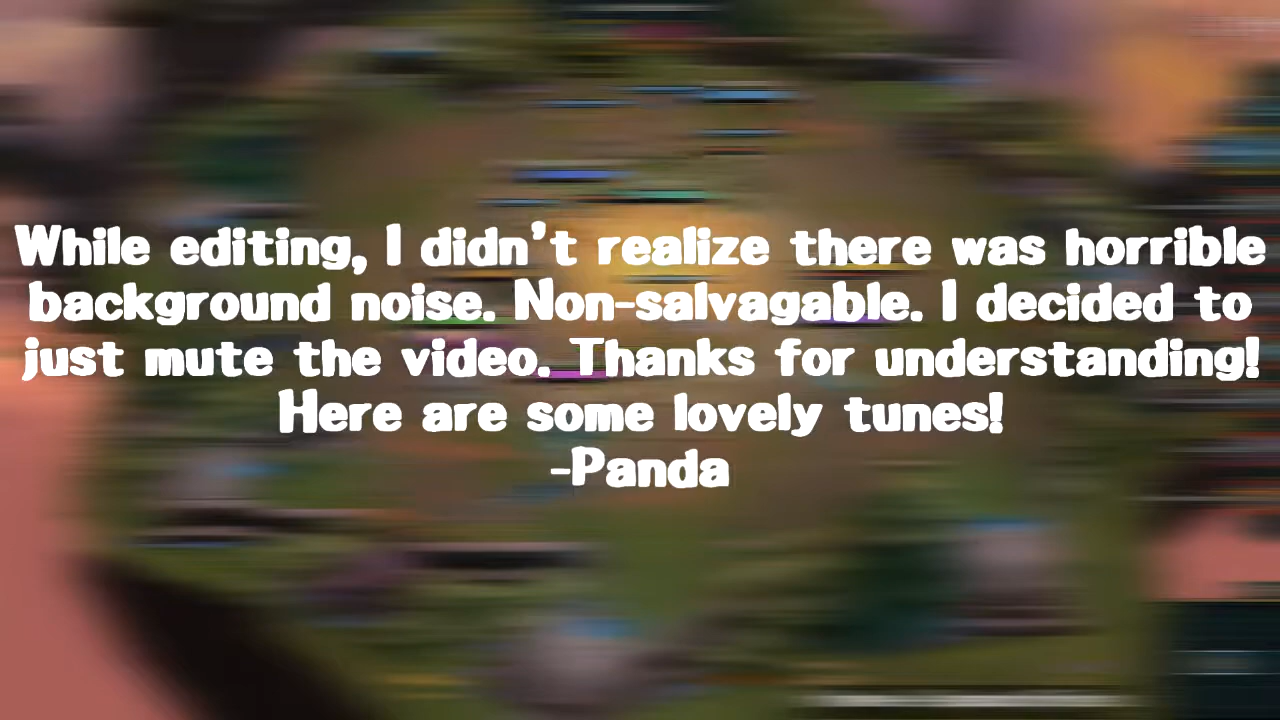 While editing, I didn't realize there was horrible
background noise. Non-salvagable. I decided to
just mute the video. Thanks for understanding!
Here are some lovely tunes!
-Panda